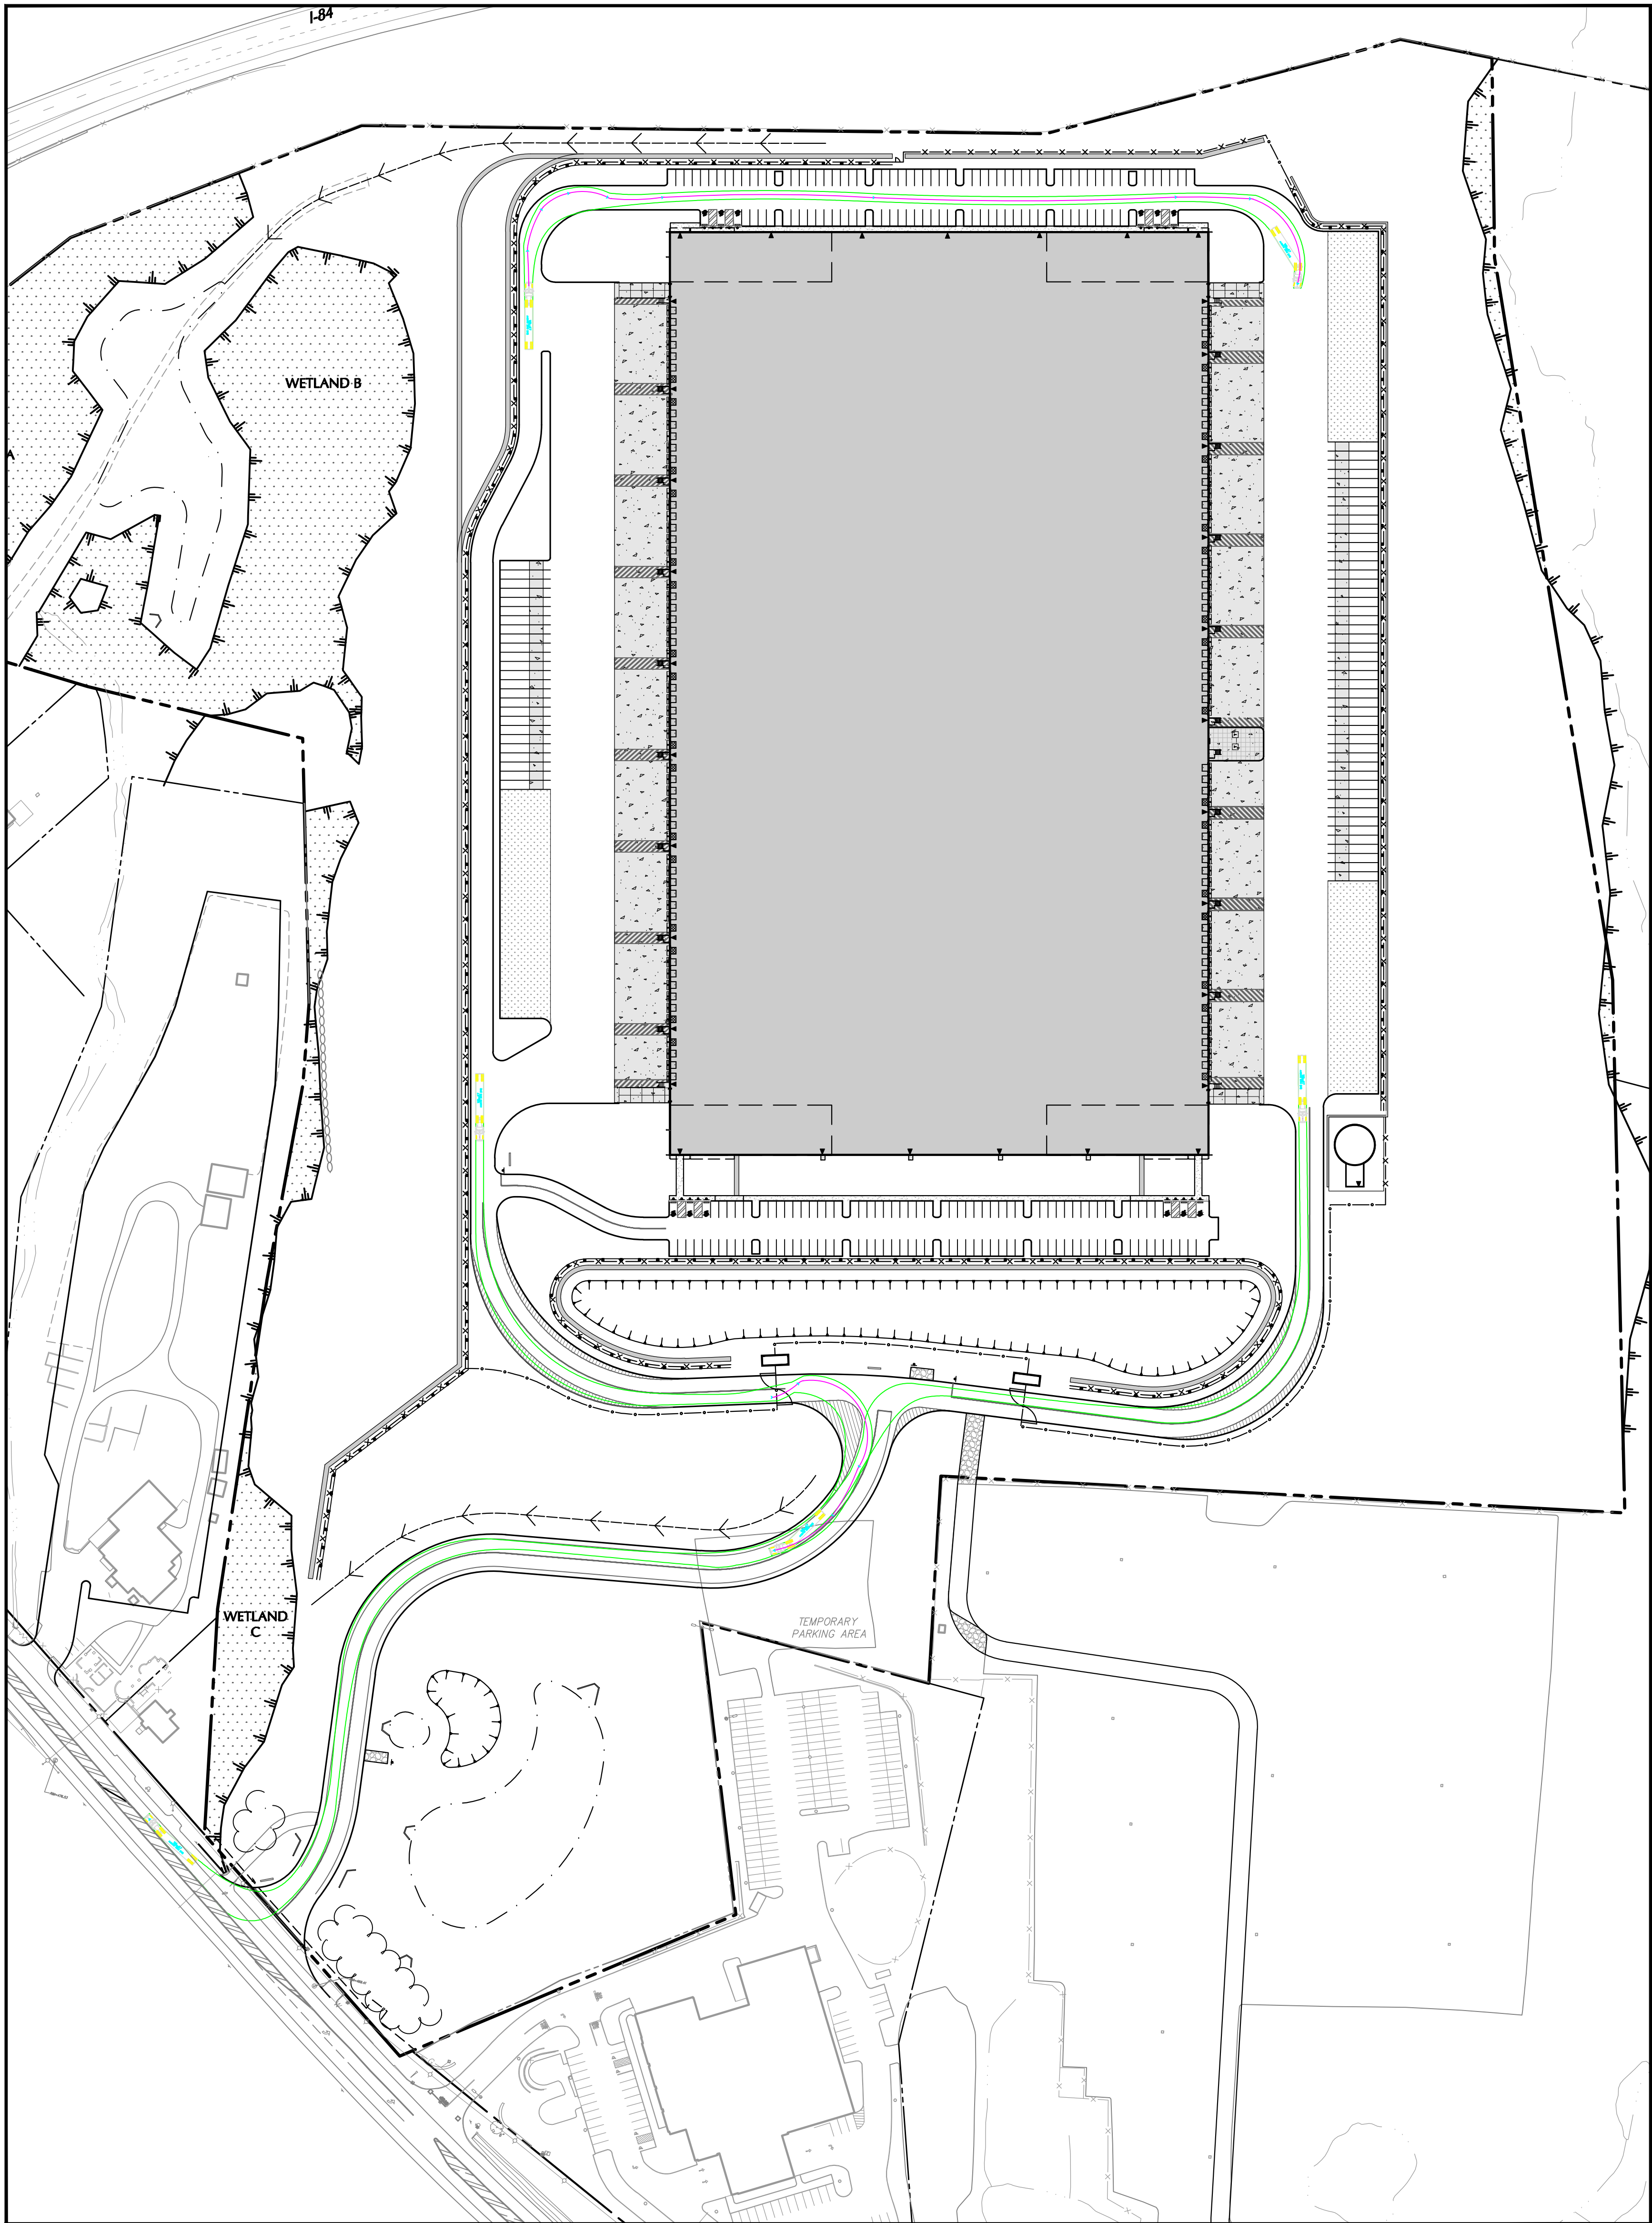 I-84
WETLAND B
A
WETLAND
C
TEMPORARY
PARKING AREA